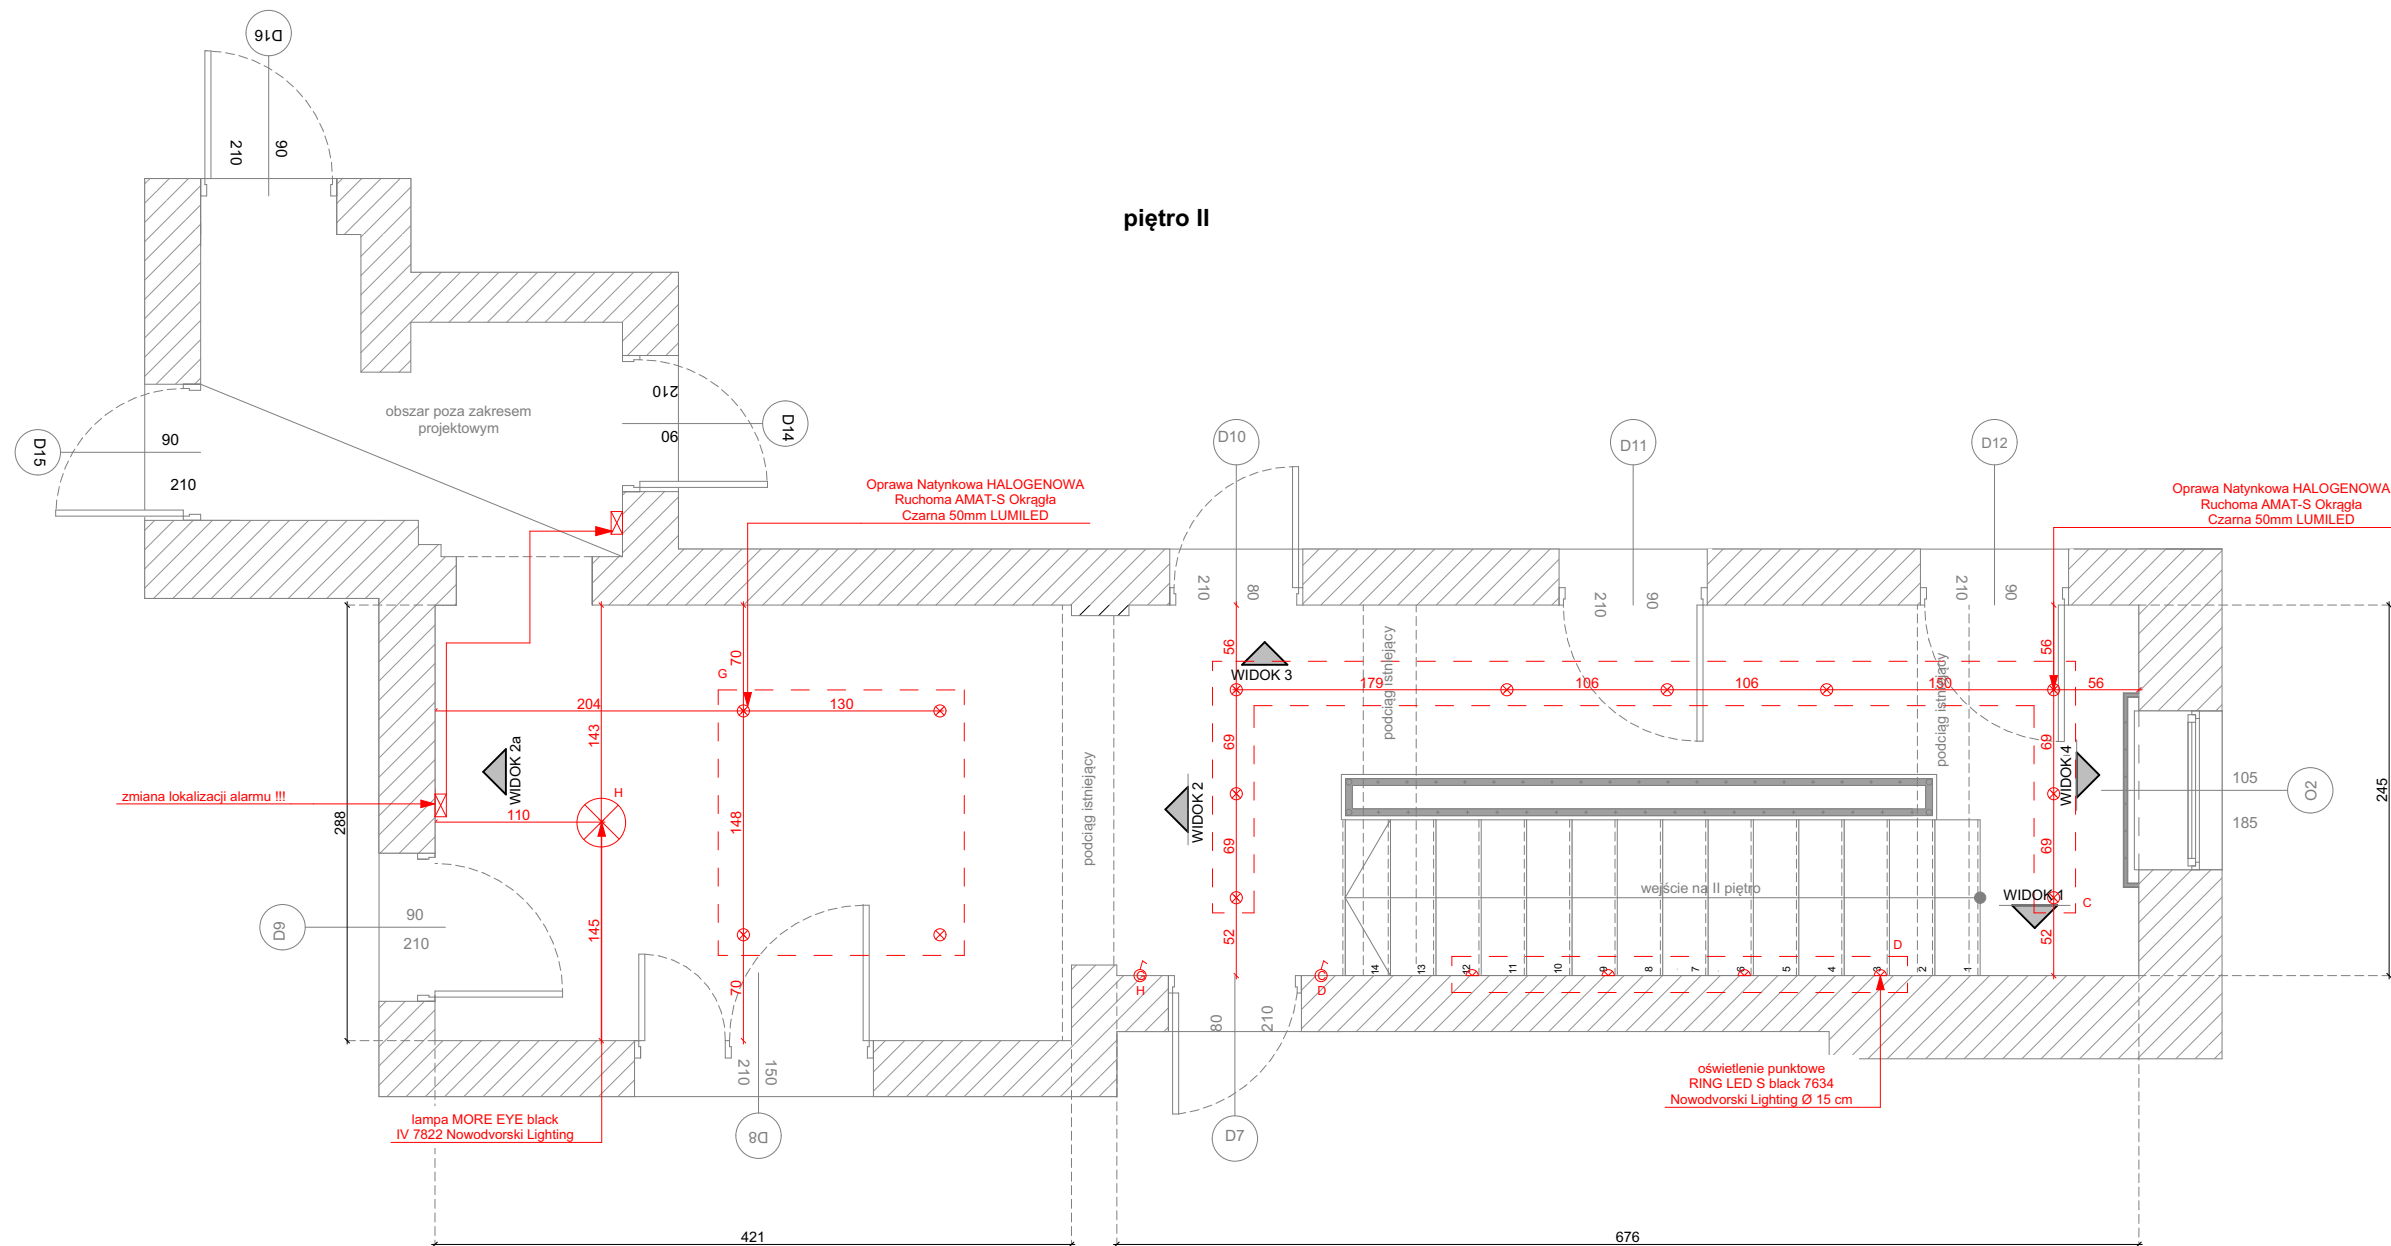 D16
210
90
piętro II
obszar poza zakresem
projektowym
210
90
D14
D15
90
210
Oprawa Natynkowa HALOGENOWA
Ruchoma AMAT-S Okrągła
Czarna 50mm LUMILED
D10
D11
D12
Oprawa Natynkowa HALOGENOWA
Ruchoma AMAT-S Okrągła
Czarna 50mm LUMILED
210
80
210
90
210
90
G
70
204
130
143
WIDOK 2a
H
110
148
145
70
zmiana lokalizacji alarmu !!!
288
podciąg istniejący
56
WIDOK 3
179
106
106
150
56
56
podciąg istniejący
podciąg istniejący
69
69
52
WIDOK 2
69
69
52
WIDOK 4
WIDOK 1
C
105
185
O2
245
wejście na II piętro
D
14
13
12
11
10
9
8
7
6
5
4
3
2
1
G
H
C
D
D9
90
210
210
150
D8
80
210
D7
lampa MORE EYE black
IV 7822 Nowodvorski Lighting
oświetlenie punktowe
RING LED S black 7634
Nowodvorski Lighting Ø 15 cm
421
676